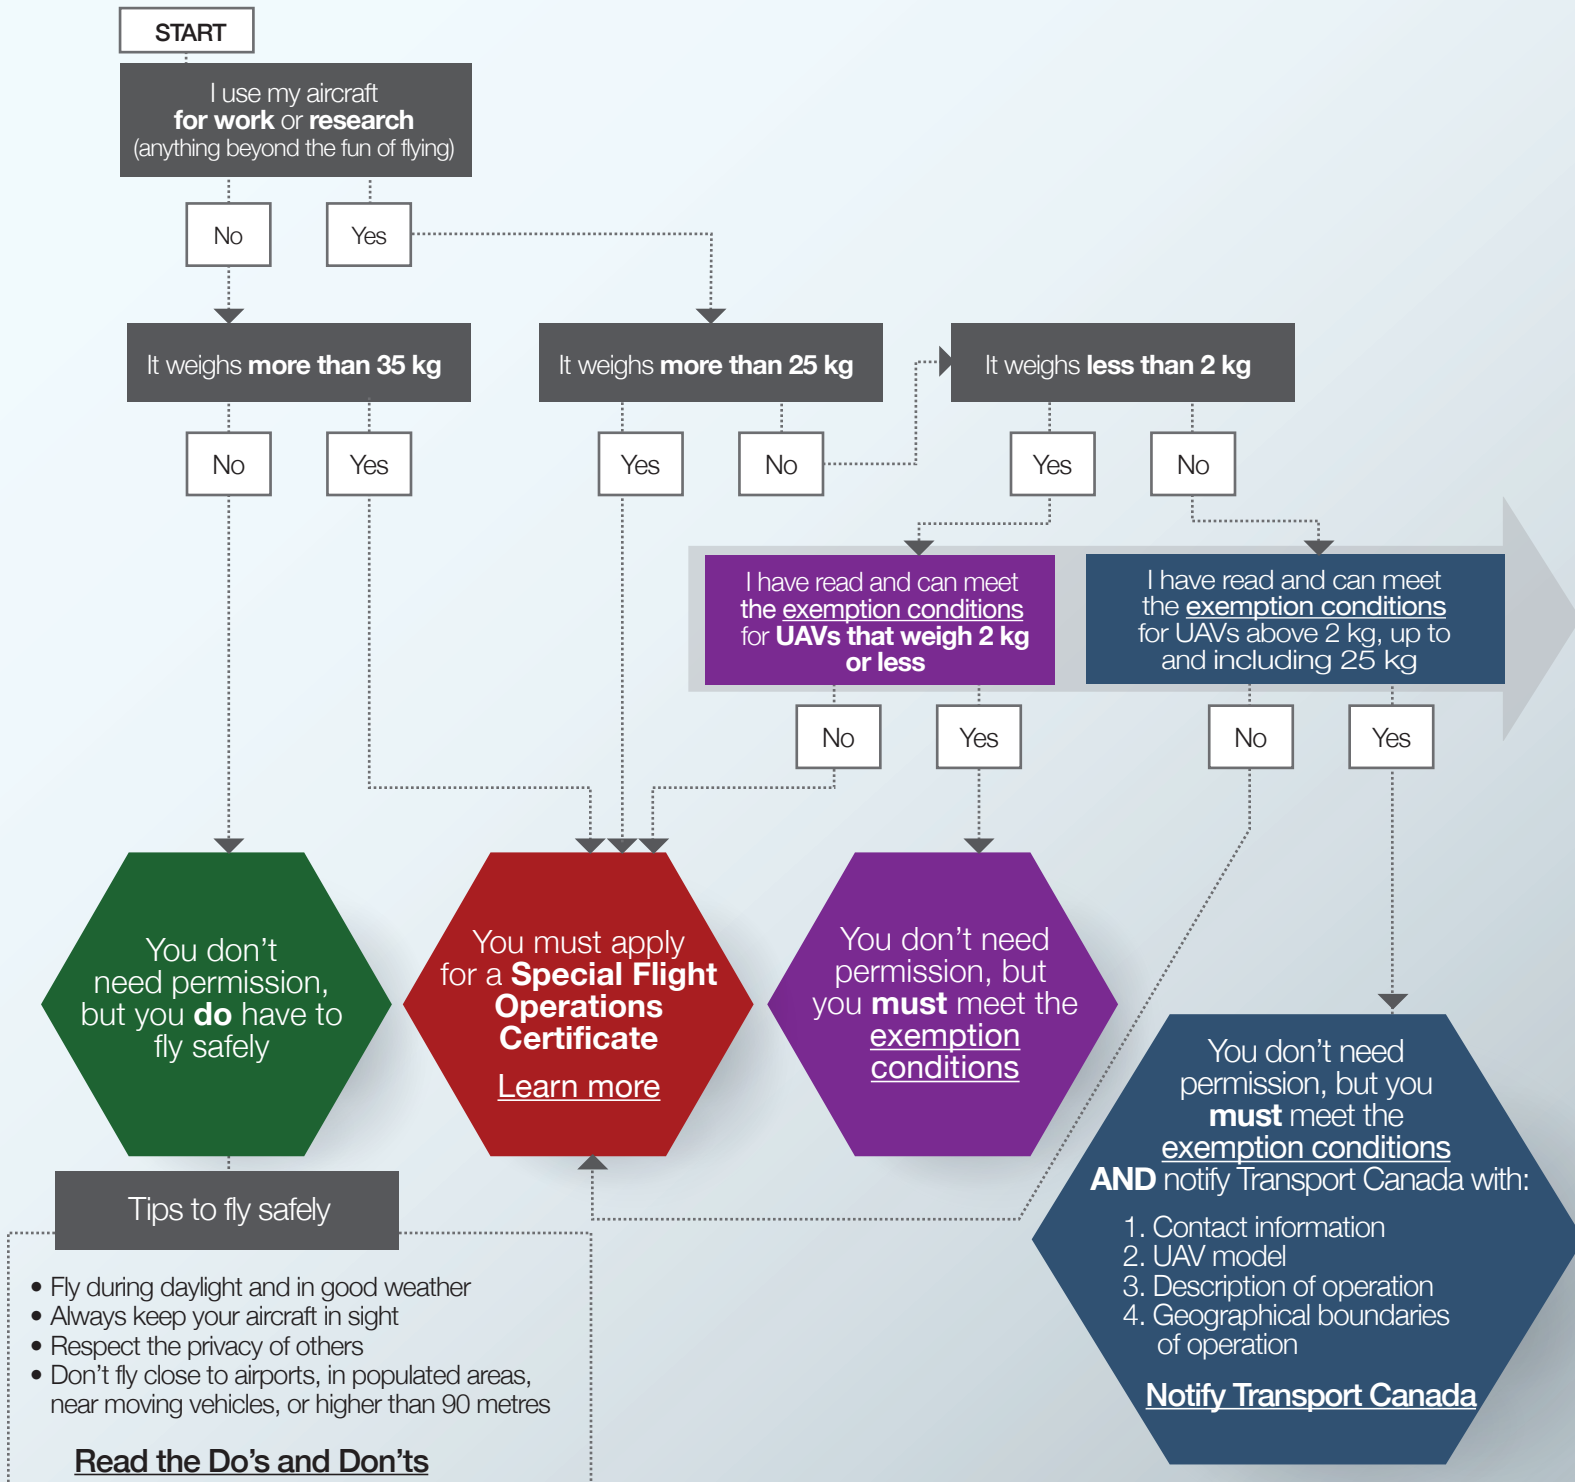 START
I use my aircraft
for work or research
(anything beyond the fun of flying)
No
Yes
It weighs more than 35 kg
It weighs more than 25 kg
It weighs less than 2 kg
No
Yes
Yes
No
Yes
No
I have read and can meet
the exemption conditions
for UAVs that weigh 2 kg
or less
I have read and can meet
the exemption conditions
for UAVs above 2 kg, up to
and including 25 kg
No
Yes
No
Yes
You don’t
need permission,
but you do have to
fly safely
You must apply
for a Special Flight
Operations
Certificate
Learn more
You don’t need
permission, but
you must meet the
exemption
conditions
You don’t need
permission, but you
must meet the
exemption conditions
AND notify Transport Canada with:
1. Contact information
2. UAV model
3. Description of operation
4. Geographical boundaries
of operation
Notify Transport Canada
Tips to fly safely
• Fly during daylight and in good weather
• Always keep your aircraft in sight
• Respect the privacy of others
• Don’t fly close to airports, in populated areas,
near moving vehicles, or higher than 90 metres
Read the Do’s and Don’ts